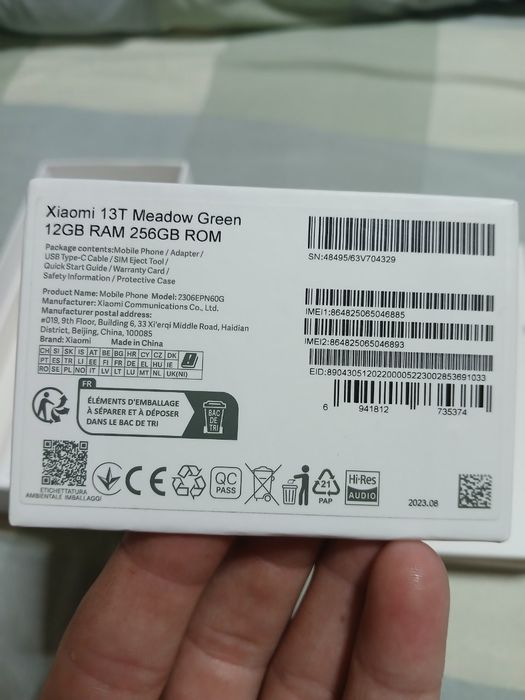 Xiaomi 13T Meadow Green
12GB RAM 256GB ROM
Package contents:Mobile Phone / Adapter /
USB Type-C Cable / SIM Eject Tool /
Quick Start Guide / Warranty Card /
Safety Information / Protective Case
Product Name: Mobile Phone Model: 2306EPN60G
Manufacturer: Xiaomi Communications Co., Ltd.
Manufacturer postal address:
#019, 9th Floor, Building 6, 33 Xi'erqi Middle Road, Haidian
District, Beijing, China, 100085
Brand: Xiaomi Made in China
CH SI SK IS AT BE BG HR CY CZ DK
PT ES TR LI EE FI FR DE EL HU IE
RO SE PL NO IT LV LT LU MT NL UK(NI)
SN:48495/63V704329
IMEI1:864825065046885
IMEI2:864825065046893
EID:89043051202200005223002853691033
6 941812 735374
FR
ÉLÉMENTS D'EMBALLAGE
À SÉPARER ET À DÉPOSER
DANS LE BAC DE TRI
BAC
DE
TRI
ETICHETTATURA
AMBIENTALE IMBALLAGGI
CE
QC
PASS
21
PAP
Hi-Res
AUDIO
2023.08